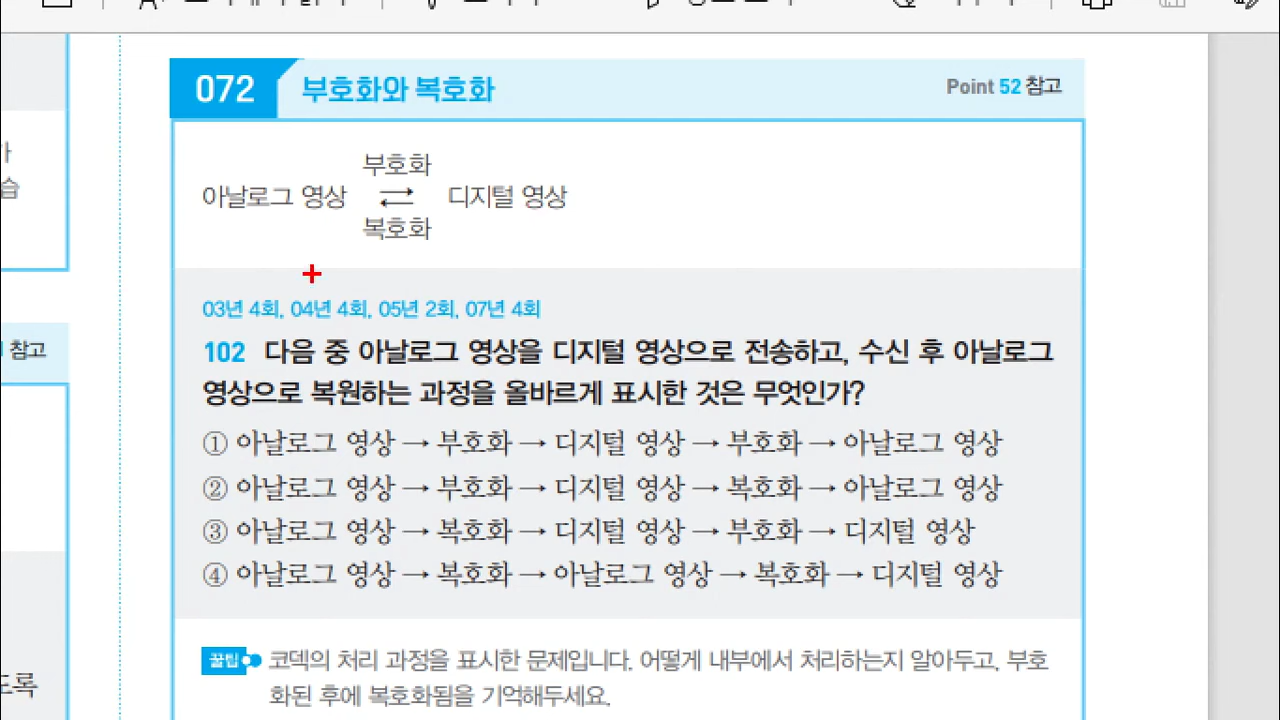 가
습
참고
도록
072 부호화와 복호화 Point 52 참고
부호화
아날로그 영상 ⇄ 디지털 영상
복호화
03년 4회, 04년 4회, 05년 2회, 07년 4회
102 다음 중 아날로그 영상을 디지털 영상으로 전송하고, 수신 후 아날로그
영상으로 복원하는 과정을 올바르게 표시한 것은 무엇인가?
① 아날로그 영상 → 부호화 → 디지털 영상 → 부호화 → 아날로그 영상
② 아날로그 영상 → 부호화 → 디지털 영상 → 복호화 → 아날로그 영상
③ 아날로그 영상 → 복호화 → 디지털 영상 → 부호화 → 디지털 영상
④ 아날로그 영상 → 복호화 → 아날로그 영상 → 복호화 → 디지털 영상
꿀팁 코덱의 처리 과정을 표시한 문제입니다. 어떻게 내부에서 처리하는지 알아두고, 부호
화된 후에 복호화됨을 기억해두세요.